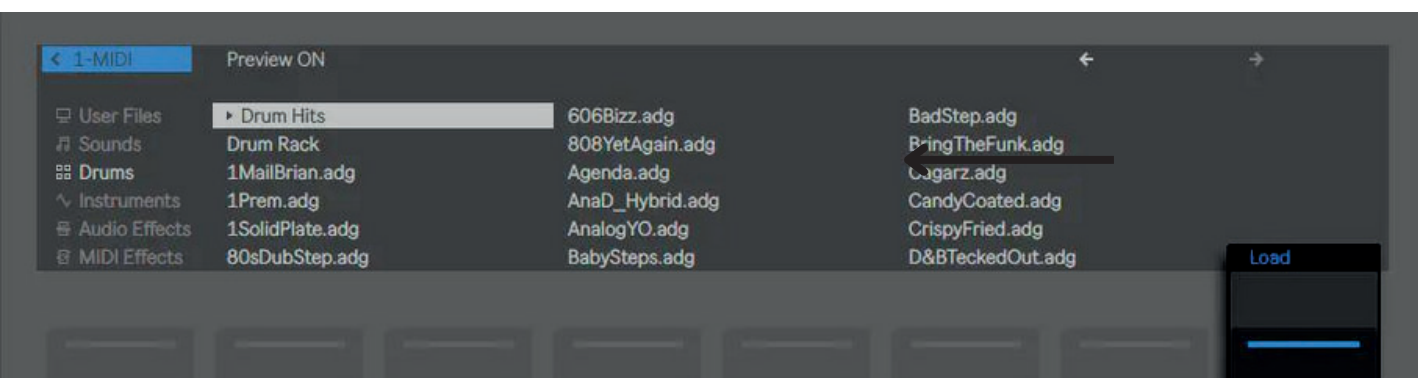 1-MIDI Preview ON
User Files Drum Hits 606Bizz.adg BadStep.adg
Sounds Drum Rack 808YetAgain.adg BringTheFunk.adg
Drums 1MailBrian.adg Agenda.adg Cagarz.adg
Instruments 1Prem.adg AnaD_Hybrid.adg CandyCoated.adg
Audio Effects 1SolidPlate.adg AnalogYO.adg CrispyFried.adg
MIDI Effects 80sDubStep.adg BabySteps.adg D&BTeckedOut.adg
Load